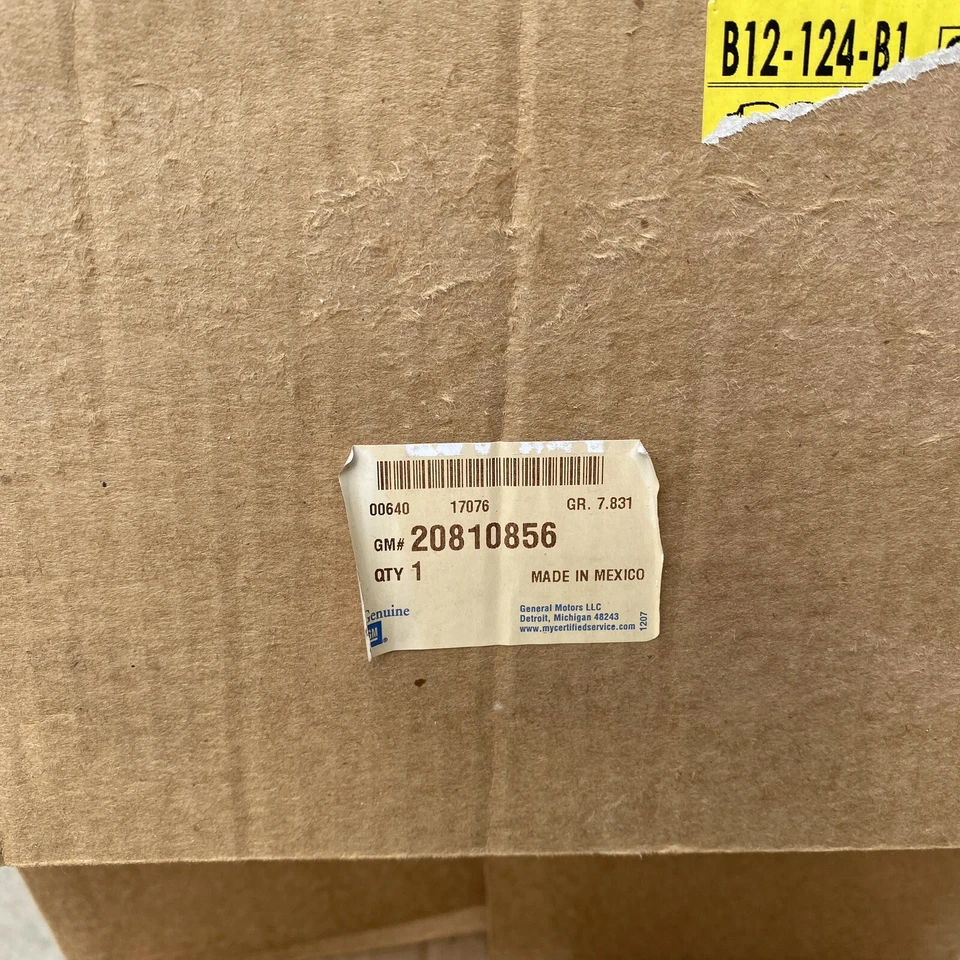 B12-124-B1
00640 17076 GR. 7.831
GM# 20810856
QTY 1 MADE IN MEXICO
Genuine
GM
General Motors LLC
Detroit, Michigan 48243
www.mycertifiedservice.com
1207